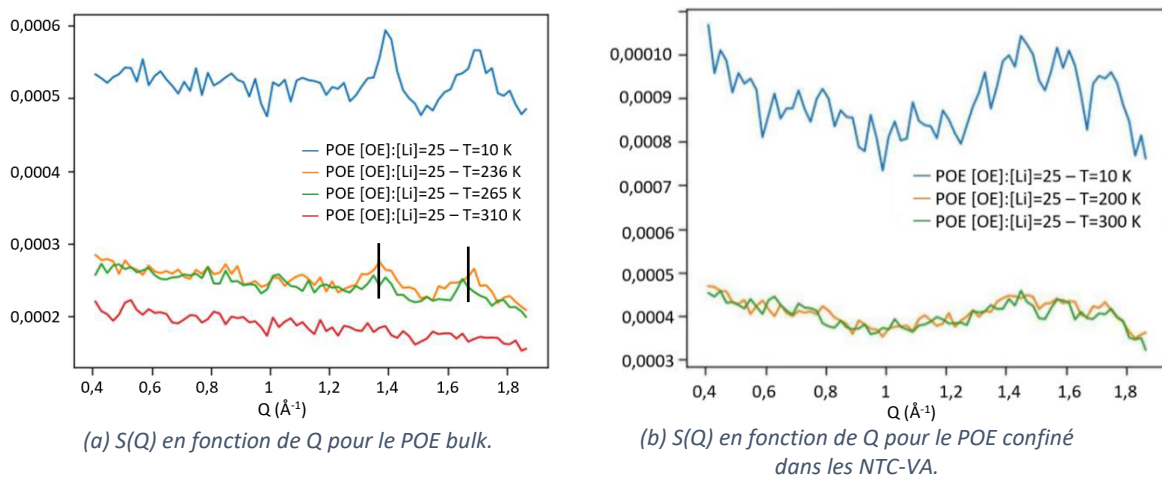 0,0006
0,0005
0,0004
0,0003
0,0002
POE [OE]:[Li]=25 – T=10 K
POE [OE]:[Li]=25 – T=236 K
POE [OE]:[Li]=25 – T=265 K
POE [OE]:[Li]=25 – T=310 K
0,4 0,6 0,8 1 1,2 1,4 1,6 1,8
Q (Å-1)
(a) S(Q) en fonction de Q pour le POE bulk.
0,00010
0,0009
0,0008
0,0007
0,0006
0,0005
0,0004
0,0003
POE [OE]:[Li]=25 – T=10 K
POE [OE]:[Li]=25 – T=200 K
POE [OE]:[Li]=25 – T=300 K
0,4 0,6 0,8 1 1,2 1,4 1,6 1,8
Q (Å-1)
(b) S(Q) en fonction de Q pour le POE confiné
dans les NTC-VA.